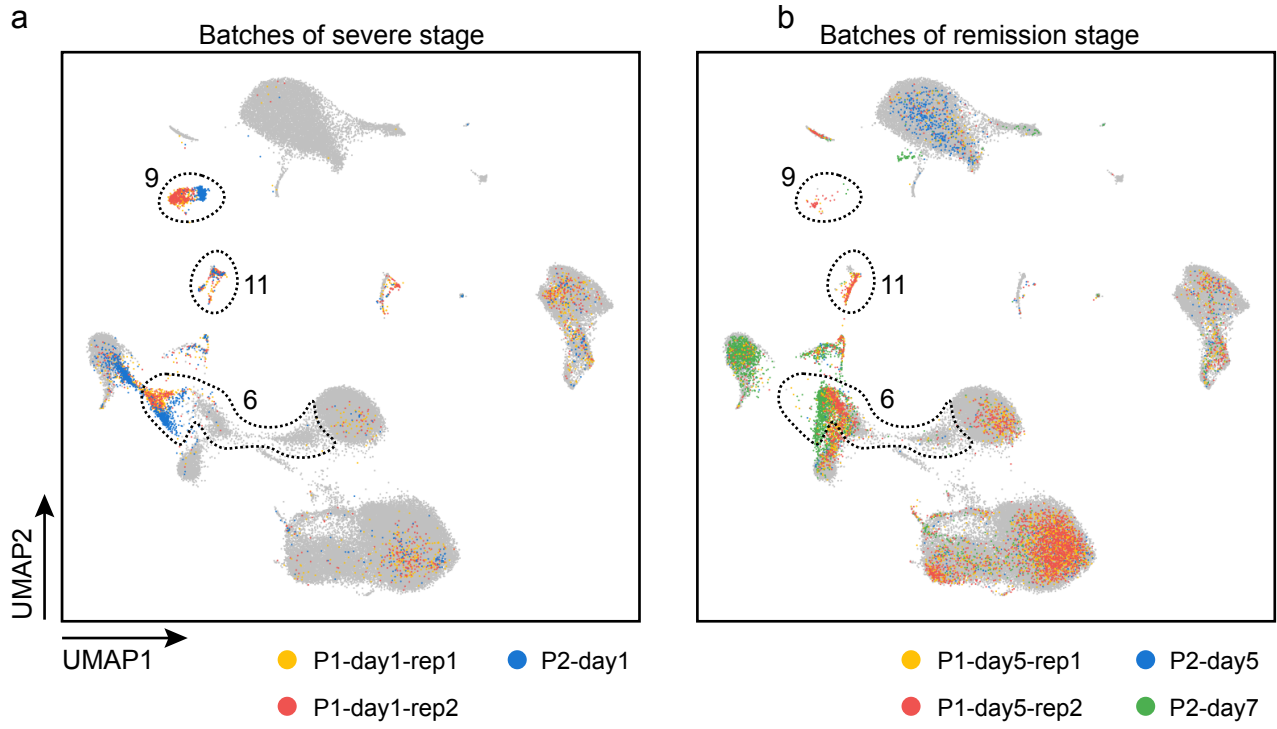 a
b
Batches of severe stage
Batches of remission stage
9
9
11
11
6
6
UMAP2
UMAP1
P1-day1-rep1
P2-day1
P1-day5-rep1
P2-day5
P1-day1-rep2
P1-day5-rep2
P2-day7